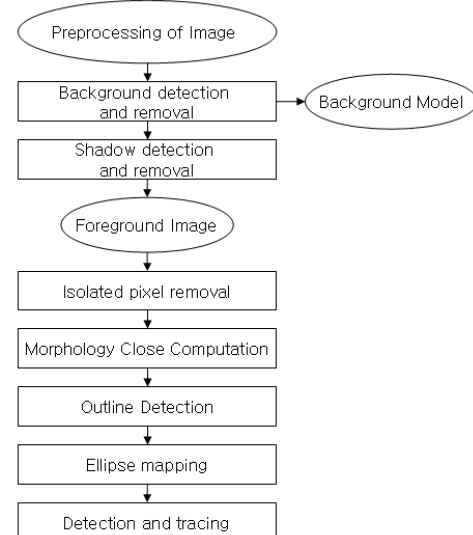 Preprocessing of Image
Background detection
and removal
Background Model
Shadow detection
and removal
Foreground Image
Isolated pixel removal
Morphology Close Computation
Outline Detection
Ellipse mapping
Detection and tracing